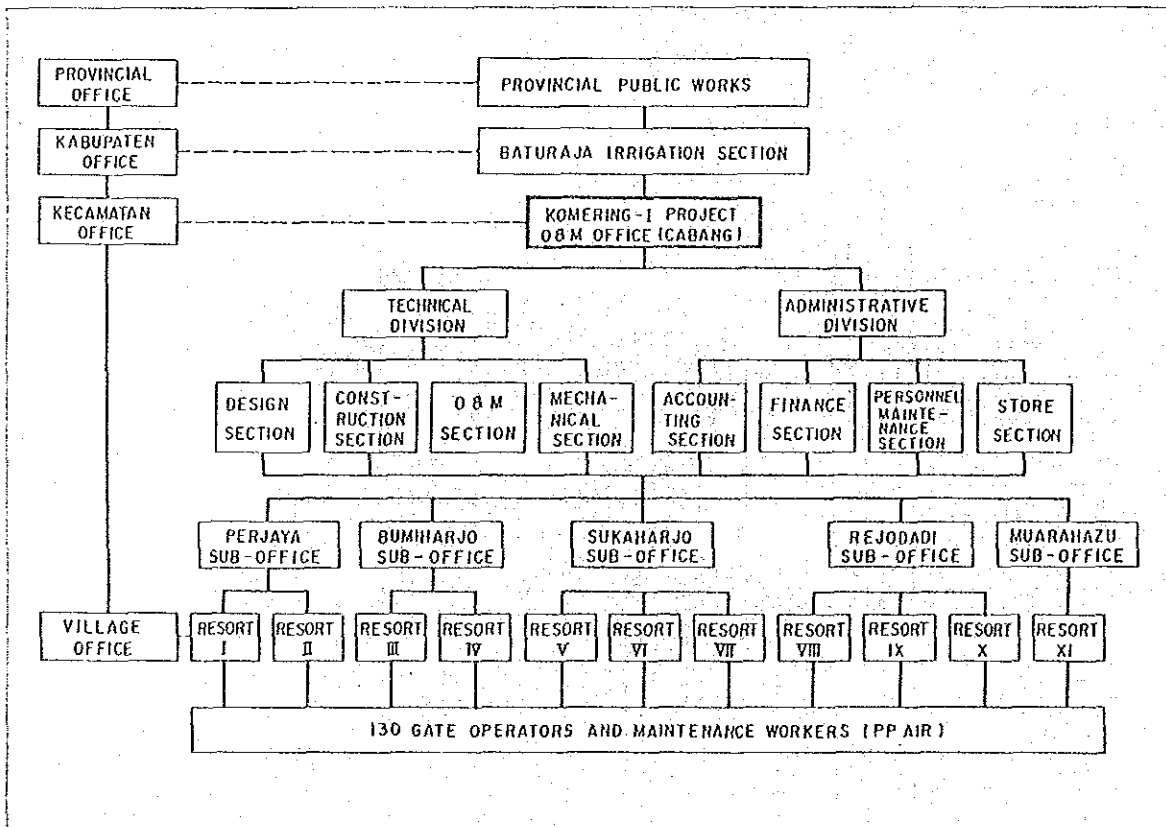 PROVINCIAL
OFFICE
PROVINCIAL PUBLIC WORKS
KABUPATEN
OFFICE
BATURAJA IRRIGATION SECTION
KECAMATAN
OFFICE
KOMERING-I PROJECT
O&M OFFICE (CABANG)
TECHNICAL
DIVISION
ADMINISTRATIVE
DIVISION
DESIGN
SECTION
CONST-
RUCTION
SECTION
O&M
SECTION
MECHA-
NICAL
SECTION
ACCOUN-
TING
SECTION
FINANCE
SECTION
PERSONNEL
MAINTE-
NANCE
SECTION
STORE
SECTION
PERJAYA
SUB-OFFICE
BUMIHARJO
SUB-OFFICE
SUKAHARJO
SUB-OFFICE
REJODADI
SUB-OFFICE
MUARAHAZU
SUB-OFFICE
VILLAGE
OFFICE
RESORT
I
RESORT
II
RESORT
III
RESORT
IV
RESORT
V
RESORT
VI
RESORT
VII
RESORT
VIII
RESORT
IX
RESORT
X
RESORT
XI
130 GATE OPERATORS AND MAINTENANCE WORKERS (PP AIR)